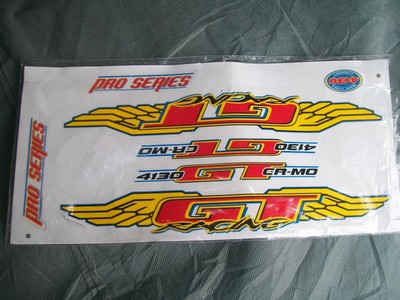 PRO SERIES
PRO SERIES
GT
RACING
4130 GT CR-MO
4130 GT CR-MO
GT
RACING